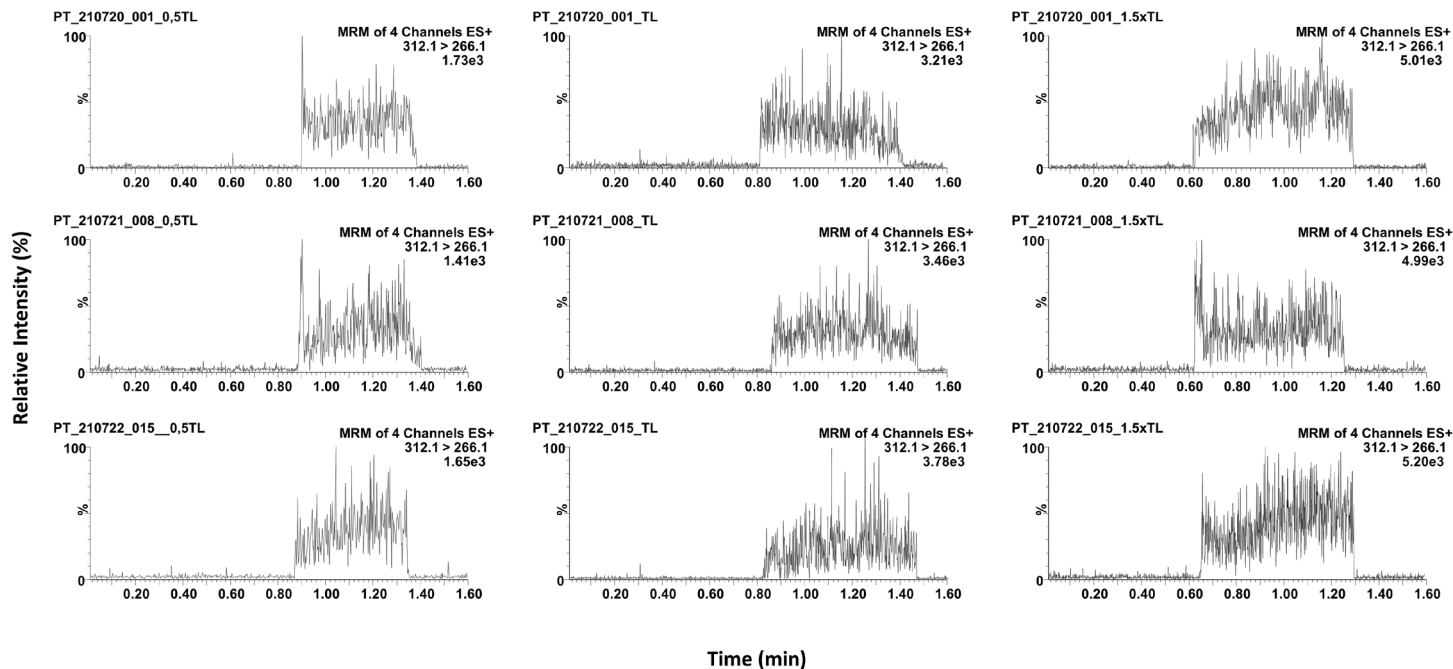 PT_210720_001_0,5TL
MRM of 4 Channels ES+
312.1 > 266.1
1.73e3
100
%
0
0.20 0.40 0.60 0.80 1.00 1.20 1.40 1.60
PT_210720_001_TL
MRM of 4 Channels ES+
312.1 > 266.1
3.21e3
100
%
0
0.20 0.40 0.60 0.80 1.00 1.20 1.40 1.60
PT_210720_001_1.5xTL
MRM of 4 Channels ES+
312.1 > 266.1
5.01e3
100
%
0
0.20 0.40 0.60 0.80 1.00 1.20 1.40 1.60
Relative Intensity (%)
PT_210721_008_0,5TL
MRM of 4 Channels ES+
312.1 > 266.1
1.41e3
100
%
0
0.20 0.40 0.60 0.80 1.00 1.20 1.40 1.60
PT_210721_008_TL
MRM of 4 Channels ES+
312.1 > 266.1
3.46e3
100
%
0
0.20 0.40 0.60 0.80 1.00 1.20 1.40 1.60
PT_210721_008_1.5xTL
MRM of 4 Channels ES+
312.1 > 266.1
4.99e3
100
%
0
0.20 0.40 0.60 0.80 1.00 1.20 1.40 1.60
PT_210722_015__0,5TL
MRM of 4 Channels ES+
312.1 > 266.1
1.65e3
100
%
0
0.20 0.40 0.60 0.80 1.00 1.20 1.40 1.60
PT_210722_015_TL
MRM of 4 Channels ES+
312.1 > 266.1
3.78e3
100
%
0
0.20 0.40 0.60 0.80 1.00 1.20 1.40 1.60
PT_210722_015_1.5xTL
MRM of 4 Channels ES+
312.1 > 266.1
5.20e3
100
%
0
0.20 0.40 0.60 0.80 1.00 1.20 1.40 1.60
Time (min)